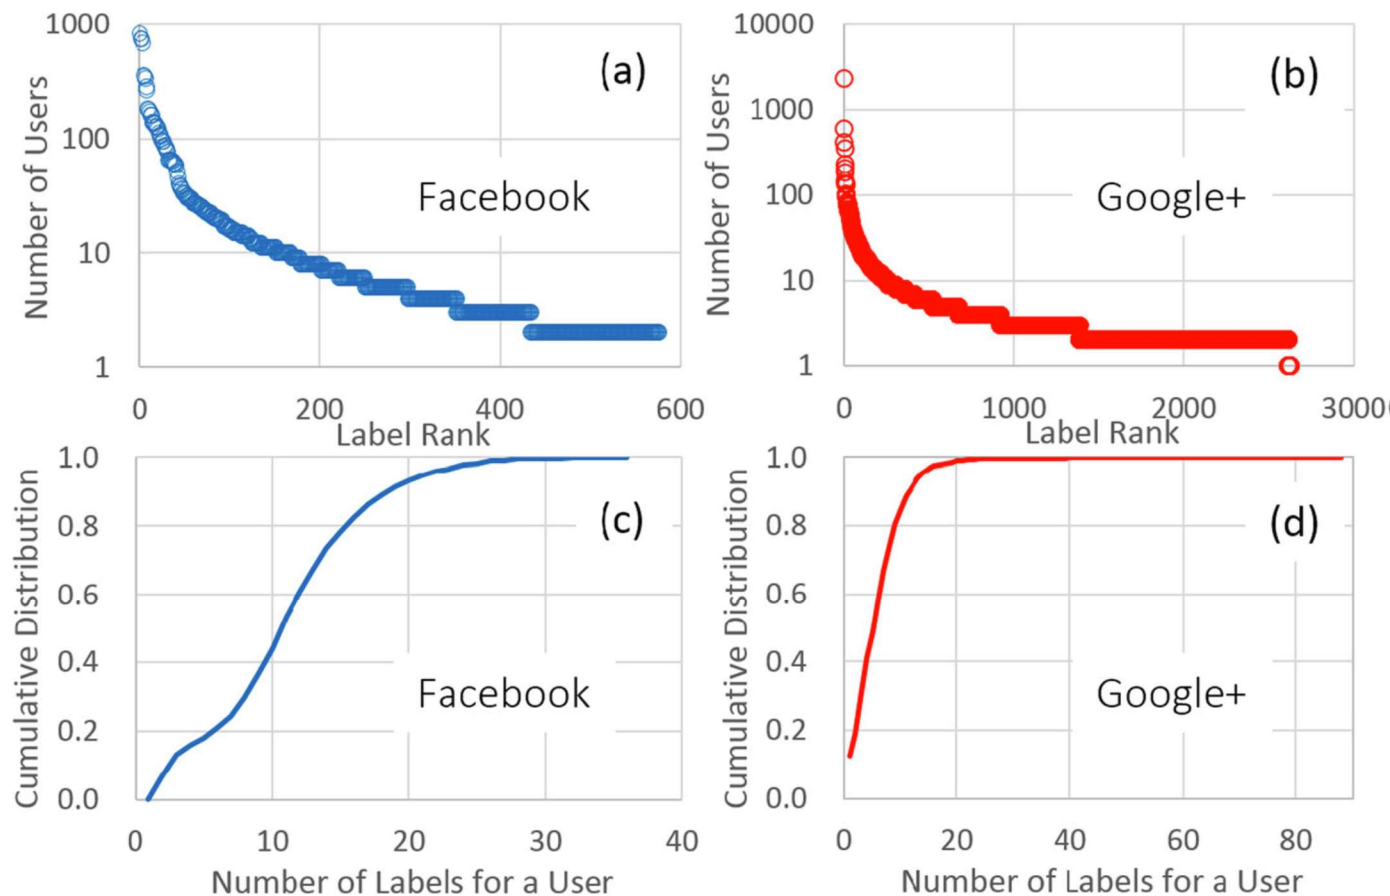 1000
100
10
1
Number of Users
(a)
Facebook
0 200 400 600
Label Rank
10000
1000
100
10
1
Number of Users
(b)
Google+
0 1000 2000 3000
Label Rank
1.0
0.8
0.6
0.4
0.2
0.0
Cumulative Distribution
(c)
Facebook
0 10 20 30 40
Number of Labels for a User
1.0
0.8
0.6
0.4
0.2
0.0
Cumulative Distribution
(d)
Google+
0 20 40 60 80
Number of Labels for a User